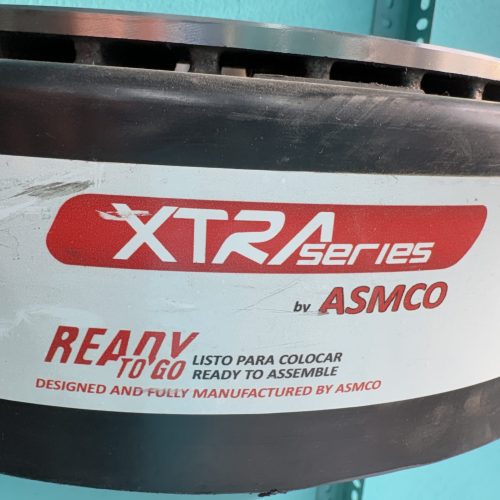 XTRA series
by ASMCO
READY
TO GO
LISTO PARA COLOCAR
READY TO ASSEMBLE
DESIGNED AND FULLY MANUFACTURED BY ASMCO